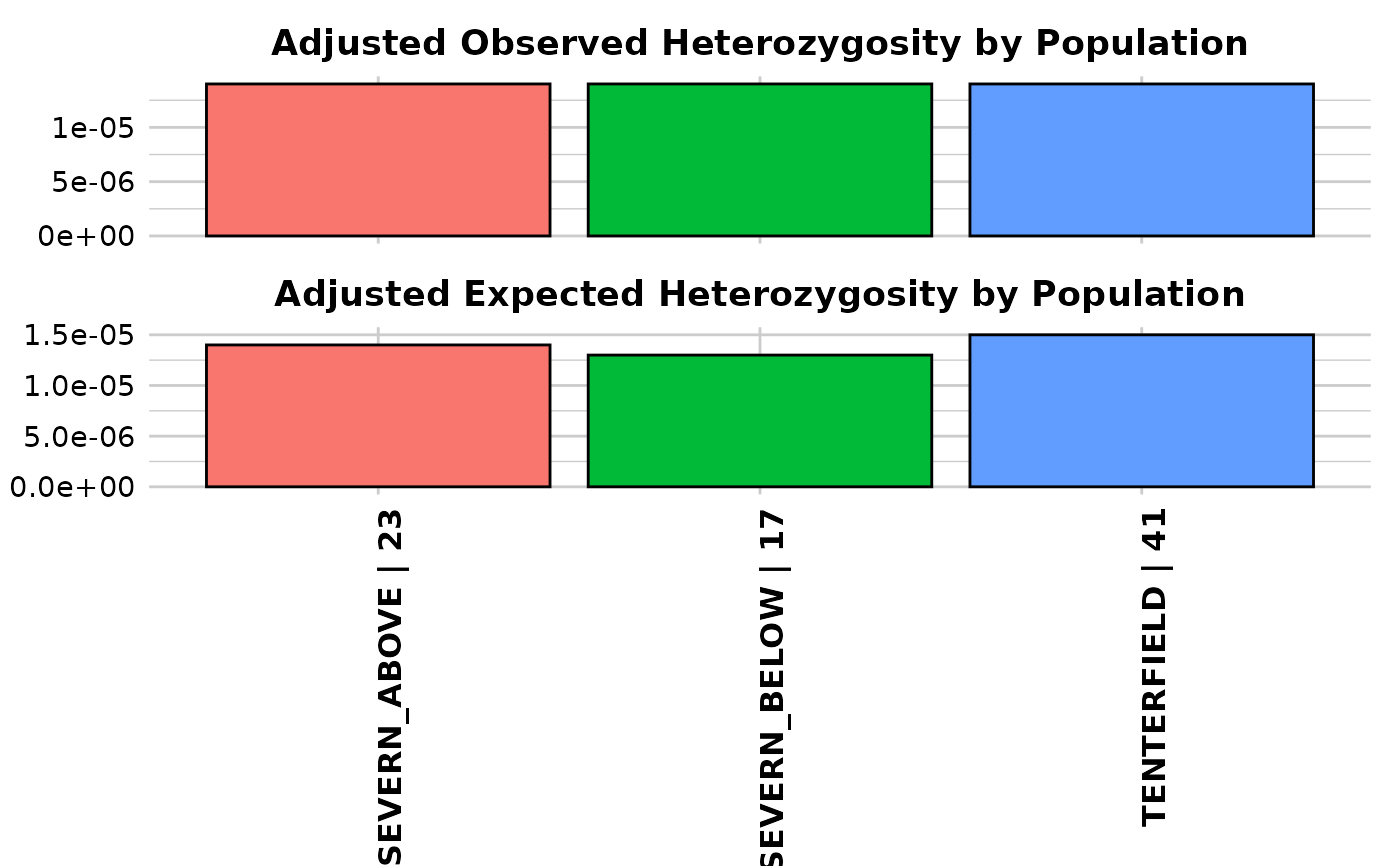 Adjusted Observed Heterozygosity by Population
1e-05
5e-06
0e+00
Adjusted Expected Heterozygosity by Population
1.5e-05
1.0e-05
5.0e-06
0.0e+00
SEVERN_ABOVE | 23
SEVERN_BELOW | 17
TENTERFIELD | 41